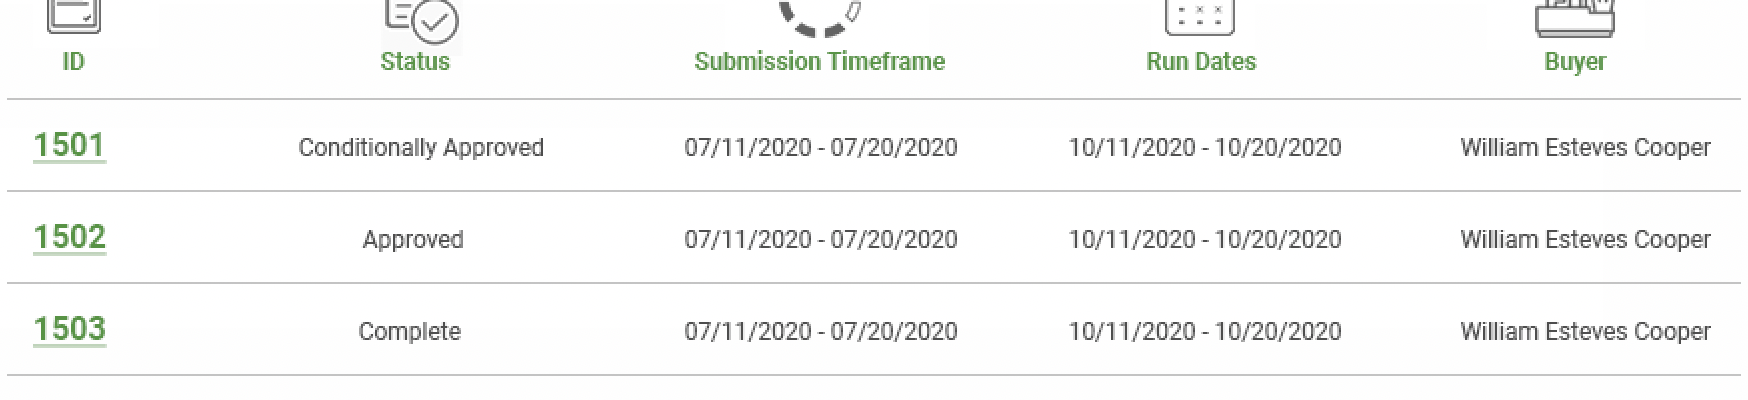 ID Status Submission Timeframe Run Dates Buyer
1501 Conditionally Approved 07/11/2020 - 07/20/2020 10/11/2020 - 10/20/2020 William Esteves Cooper
1502 Approved 07/11/2020 - 07/20/2020 10/11/2020 - 10/20/2020 William Esteves Cooper
1503 Complete 07/11/2020 - 07/20/2020 10/11/2020 - 10/20/2020 William Esteves Cooper